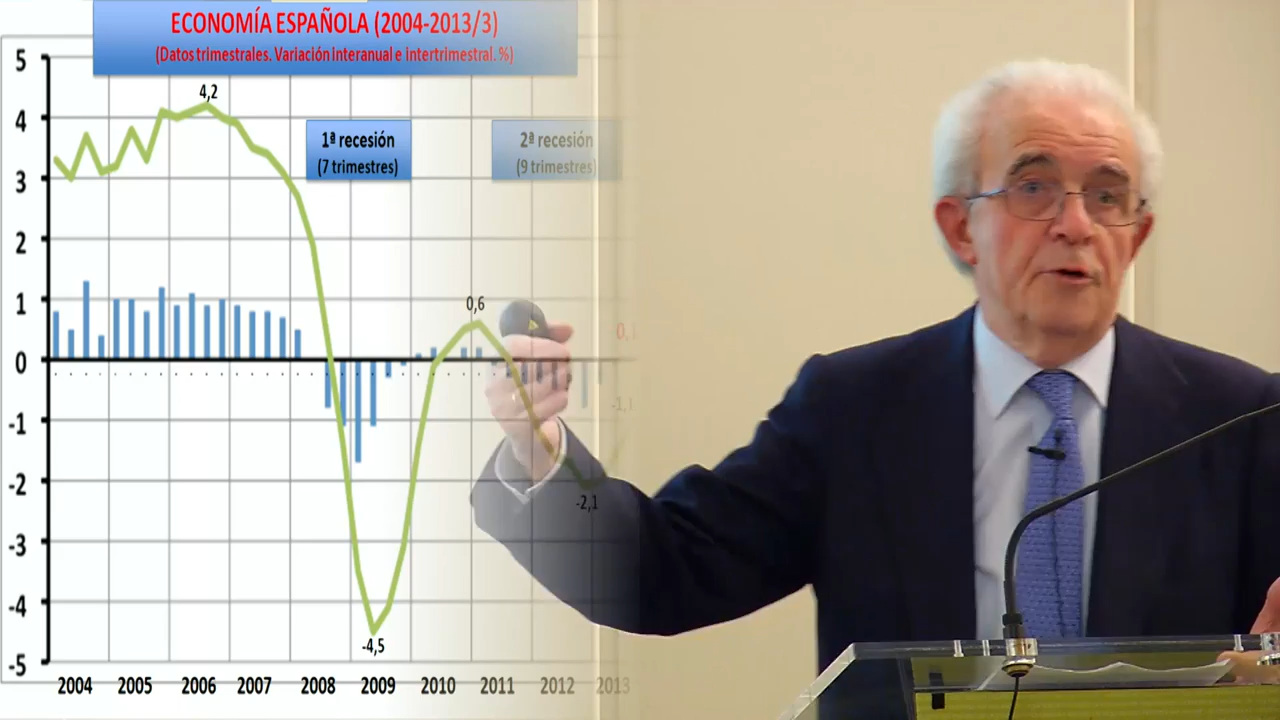 ECONOMÍA ESPAÑOLA (2004-2013/3)
(Datos trimestrales. Variación interanual e intertrimestral. %)
5
4,2
4
1ª recesión
(7 trimestres)
2ª recesión
(9 trimestres)
3
2
1
0,6
0
-1
-2
-2,1
-3
-4
-4,5
-5
2004 2005 2006 2007 2008 2009 2010 2011 2012 2013